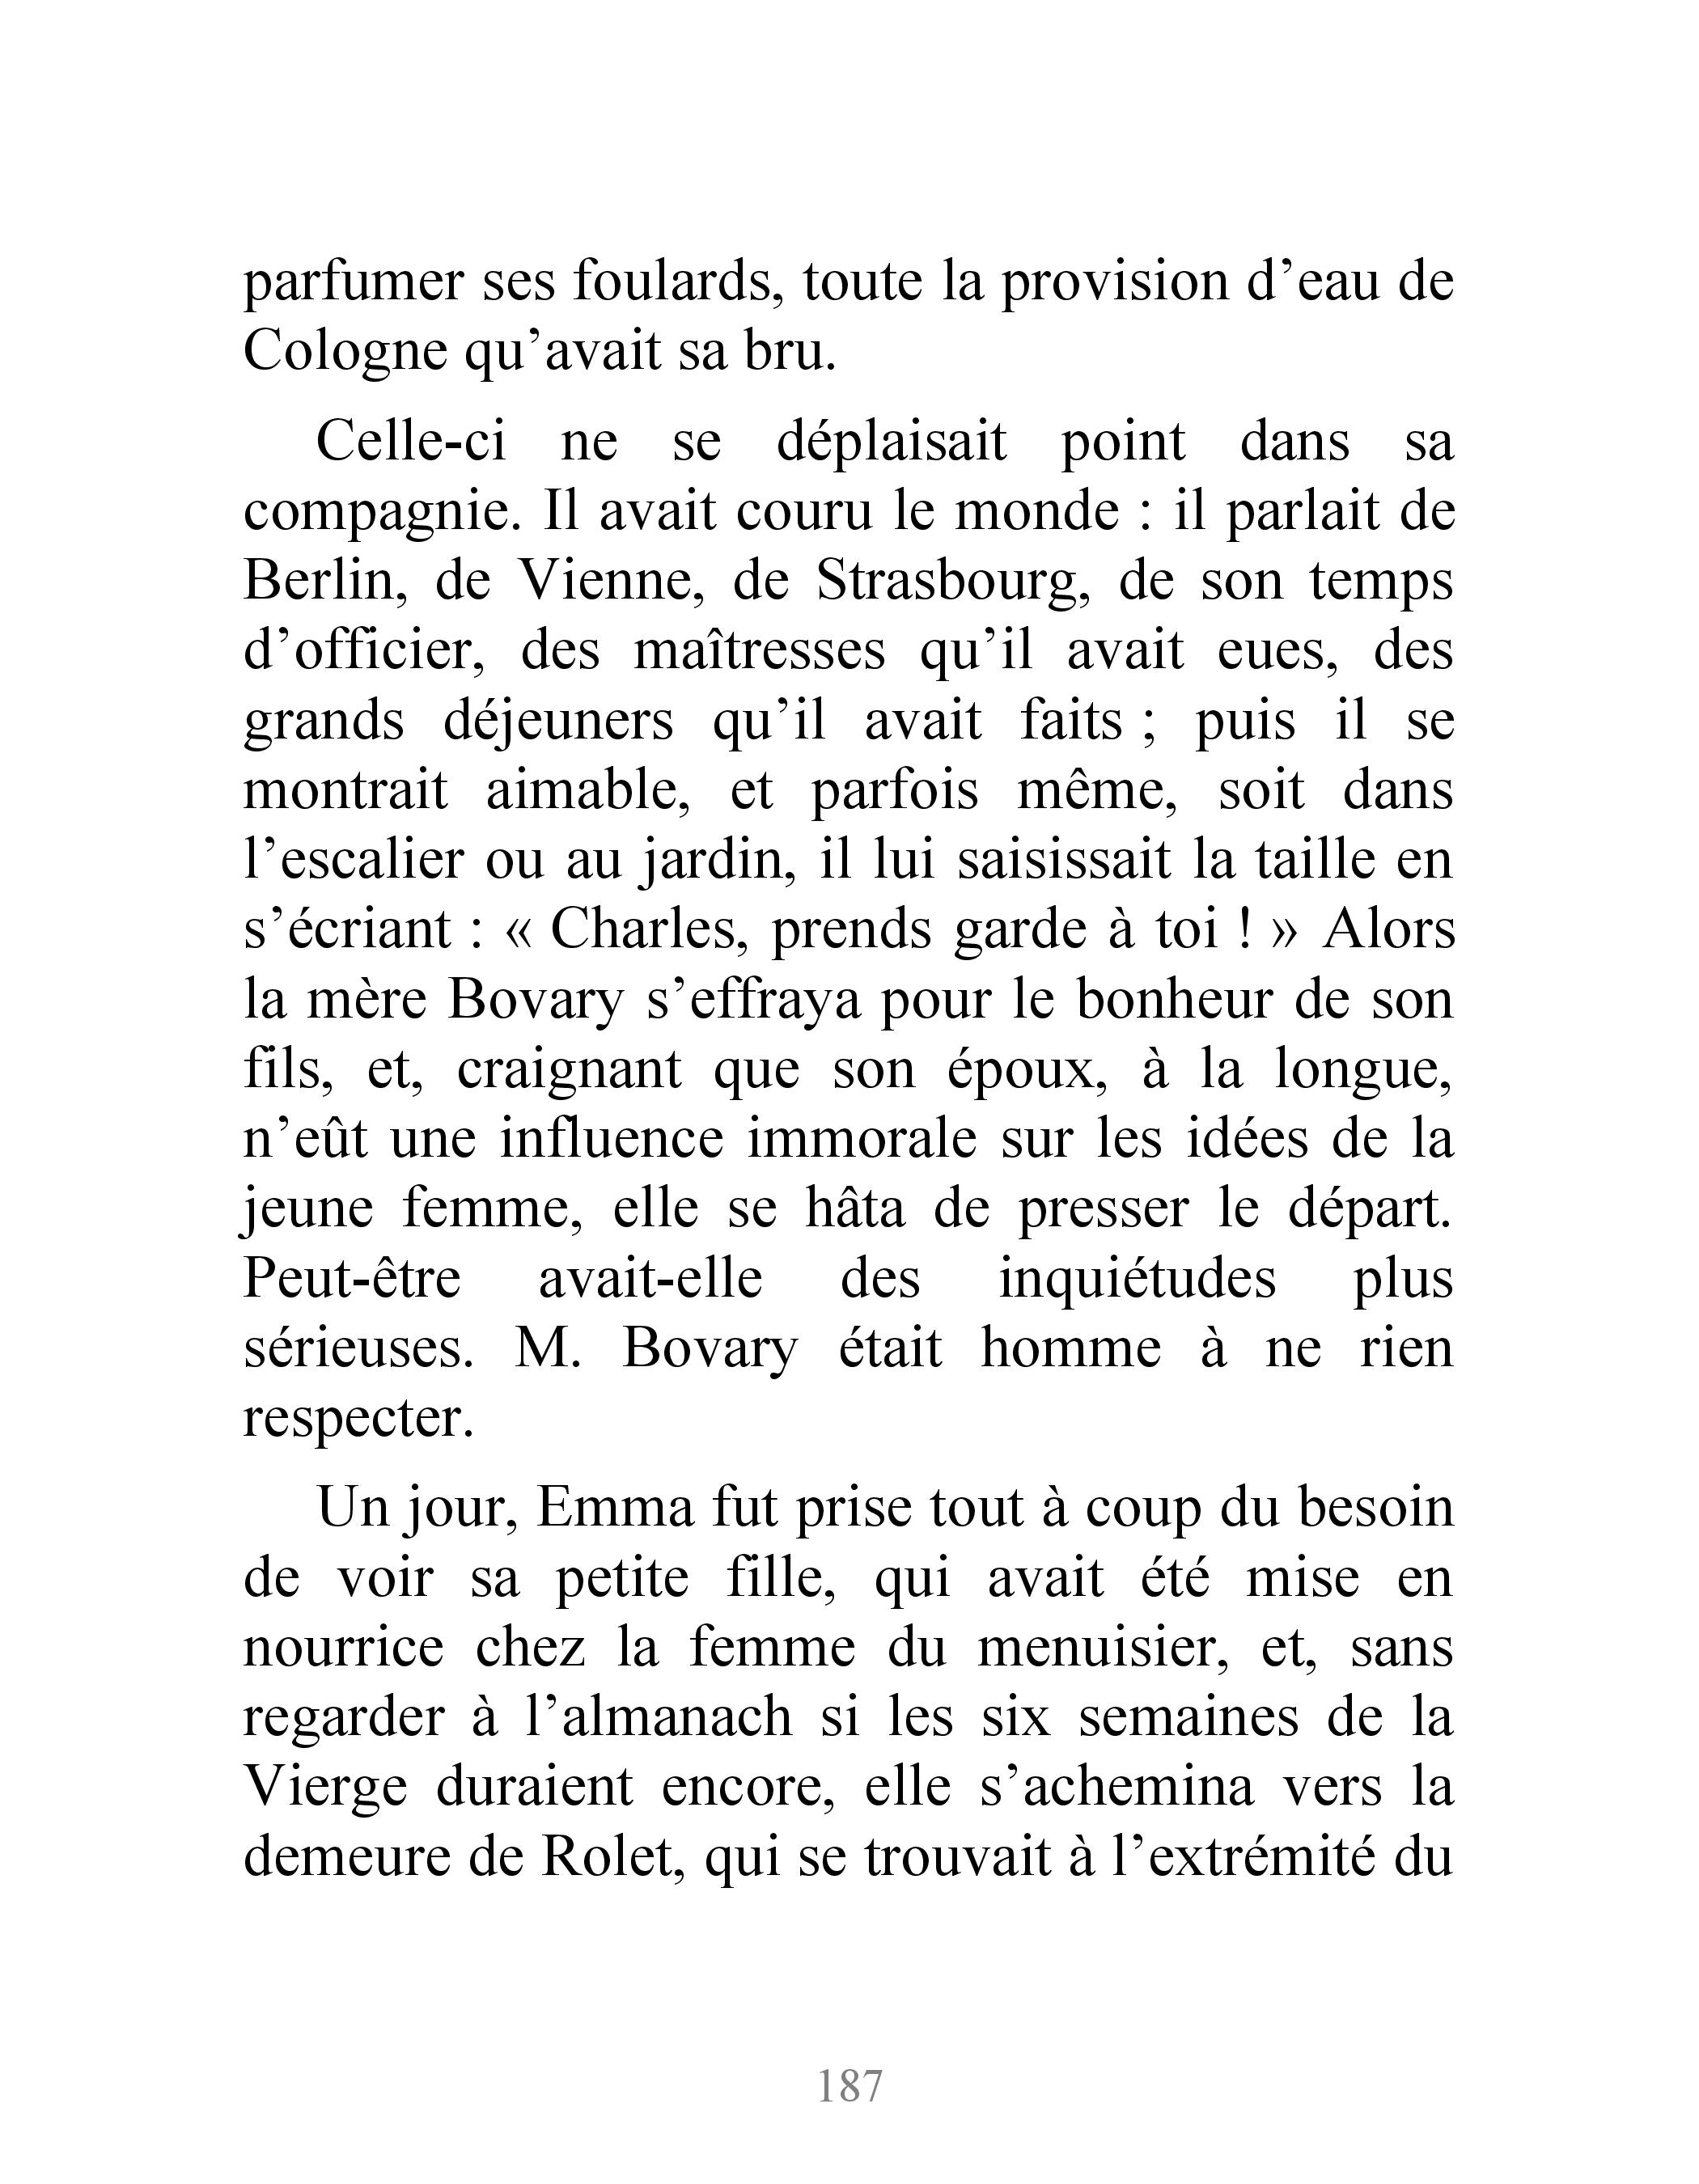 parfumer ses foulards, toute la provision d’eau de
Cologne qu’avait sa bru.
Celle-ci ne se déplaisait point dans sa
compagnie. Il avait couru le monde : il parlait de
Berlin, de Vienne, de Strasbourg, de son temps
d’officier, des maîtresses qu’il avait eues, des
grands déjeuners qu’il avait faits ; puis il se
montrait aimable, et parfois même, soit dans
l’escalier ou au jardin, il lui saisissait la taille en
s’écriant : « Charles, prends garde à toi ! » Alors
la mère Bovary s’effraya pour le bonheur de son
fils, et, craignant que son époux, à la longue,
n’eût une influence immorale sur les idées de la
jeune femme, elle se hâta de presser le départ.
Peut-être avait-elle des inquiétudes plus
sérieuses. M. Bovary était homme à ne rien
respecter.
Un jour, Emma fut prise tout à coup du besoin
de voir sa petite fille, qui avait été mise en
nourrice chez la femme du menuisier, et, sans
regarder à l’almanach si les six semaines de la
Vierge duraient encore, elle s’achemina vers la
demeure de Rolet, qui se trouvait à l’extrémité du
187